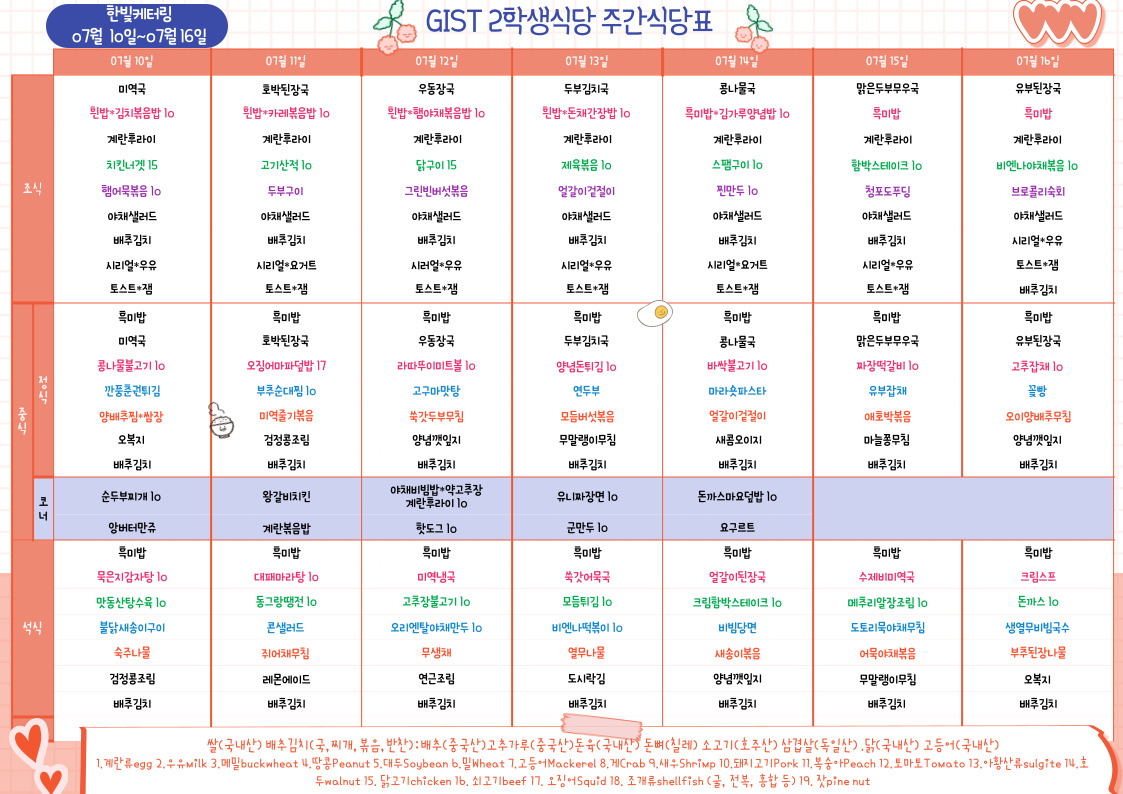 한빛케터링
07월 10일~07월16일
GIST 2학생식당 주간식당표
07월 10일 07월 11일 07월 12일 07월 13일 07월 14일 07월 15일 07월 16일
조식
미역국 호박된장국 우동장국 두부김치국 콩나물국 맑은두부무우국 유부된장국
흰밥*김치볶음밥 10 흰밥*카레볶음밥 10 흰밥*햄야채볶음밥 10 흰밥*돈채간장밥 10 흑미밥*김가루양념밥 10 흑미밥 흑미밥
계란후라이 계란후라이 계란후라이 계란후라이 계란후라이 계란후라이 계란후라이
치킨너겟 15 고기산적 10 닭구이 15 제육볶음 10 스팸구이 10 함박스테이크 10 비엔나야채볶음 10
햄어묵볶음 10 두부구이 그린빈버섯볶음 얼갈이겉절이 찐만두 10 청포도푸딩 브로콜리숙회
야채샐러드 야채샐러드 야채샐러드 야채샐러드 야채샐러드 야채샐러드 야채샐러드
배추김치 배추김치 배추김치 배추김치 배추김치 배추김치 시리얼*우유
시리얼*우유 시리얼*요거트 시러얼*우유 시리얼*우유 시리얼*요거트 시리얼*우유 토스트*잼
토스트*잼 토스트*잼 토스트*잼 토스트*잼 토스트*잼 토스트*잼 배추김치
중식
정식
흑미밥 흑미밥 흑미밥 흑미밥 흑미밥 흑미밥 흑미밥
미역국 호박된장국 우동장국 두부김치국 콩나물국 맑은두부무우국 유부된장국
콩나물불고기 10 오징어마파덮밥 17 라따뚜이미트볼 10 양념돈튀김 10 바싹불고기 10 짜장떡갈비 10 고추잡채 10
깐풍춘권튀김 부추순대찜 10 고구마맛탕 연두부 마라숏파스타 유부잡채 꽃빵
양배추찜*쌈장 미역줄기볶음 쑥갓두부무침 모듬버섯볶음 얼갈이겉절이 애호박볶음 오이양배추무침
오복지 검정콩조림 양념깻잎지 무말랭이무침 새콤오이지 마늘쫑무침 양념깻잎지
배추김치 배추김치 배추김치 배추김치 배추김치 배추김치 배추김치
코너
순두부찌개 10 왕갈비치킨 야채비빔밥*약고추장 유니짜장면 10 돈까스마요덮밥 10
계란후라이 10
앙버터만쥬 계란볶음밥 핫도그 10 군만두 10 요구르트
석식
흑미밥 흑미밥 흑미밥 흑미밥 흑미밥 흑미밥 흑미밥
묵은지감자탕 10 대패마라탕 10 미역냉국 쑥갓어묵국 얼갈이된장국 수제비미역국 크림스프
맛동산탕수육 10 동그랑땡전 10 고추장불고기 10 모듬튀김 10 크림함박스테이크 10 메추리알장조림 10 돈까스 10
불닭새송이구이 콘샐러드 오리엔탈야채만두 10 비엔나떡볶이 10 비빔당면 도토리묵야채무침 생열무비빔국수
숙주나물 쥐어채무침 무생채 열무나물 새송이볶음 어묵야채볶음 부추된장나물
검정콩조림 레몬에이드 연근조림 도시락김 양념깻잎지 무말랭이무침 오복지
배추김치 배추김치 배추김치 배추김치 배추김치 배추김치 배추김치
쌀(국내산) 배추김치(국,찌개,볶음,반찬):배추(중국산)고추가루(중국산)돈육(국내산) 돈뼈(칠레) 소고기(호주산) 삼겹살(독일산) .닭(국내산) 고등어(국내산)
1.계란류egg 2.우유milk 3.메밀buckwheat 4.땅콩Peanut 5.대두Soybean 6.밀Wheat 7.고등어Mackerel 8.게Crab 9.새우Shrimp 10.돼지고기Pork 11.복숭아Peach 12.토마토Tomato 13.아황산류sulgite 14.호
두walnut 15. 닭고기chicken 16. 쇠고기beef 17. 오징어Squid 18. 조개류shellfish (굴, 전복, 홍합 등) 19. 잣pine nut